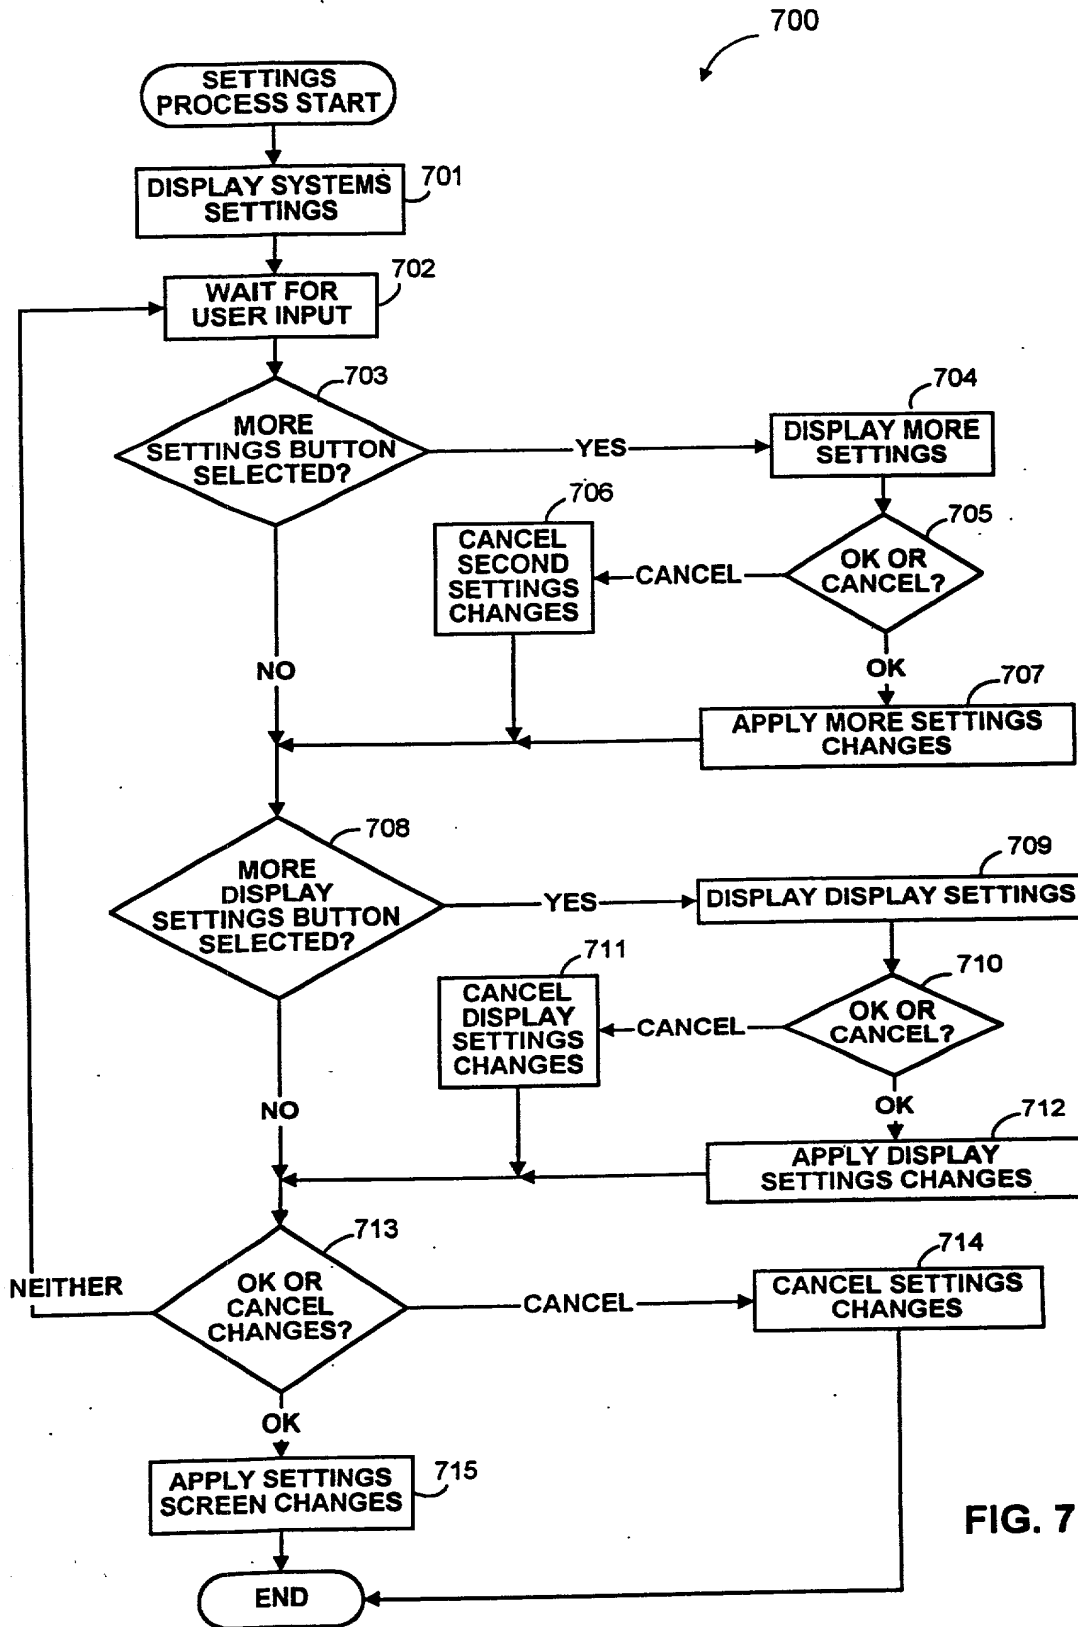 700
SETTINGS
PROCESS START
701
DISPLAY SYSTEMS
SETTINGS
702
WAIT FOR
USER INPUT
703
MORE
SETTINGS BUTTON
SELECTED?
YES
704
DISPLAY MORE
SETTINGS
705
OK OR
CANCEL?
CANCEL
706
CANCEL
SECOND
SETTINGS
CHANGES
OK
707
APPLY MORE SETTINGS
CHANGES
NO
708
MORE
DISPLAY
SETTINGS BUTTON
SELECTED?
YES
709
DISPLAY DISPLAY SETTINGS
710
OK OR
CANCEL?
CANCEL
711
CANCEL
DISPLAY
SETTINGS
CHANGES
OK
712
APPLY DISPLAY
SETTINGS CHANGES
NO
713
OK OR
CANCEL
CHANGES?
NEITHER
CANCEL
714
CANCEL SETTINGS
CHANGES
OK
715
APPLY SETTINGS
SCREEN CHANGES
END
FIG. 7